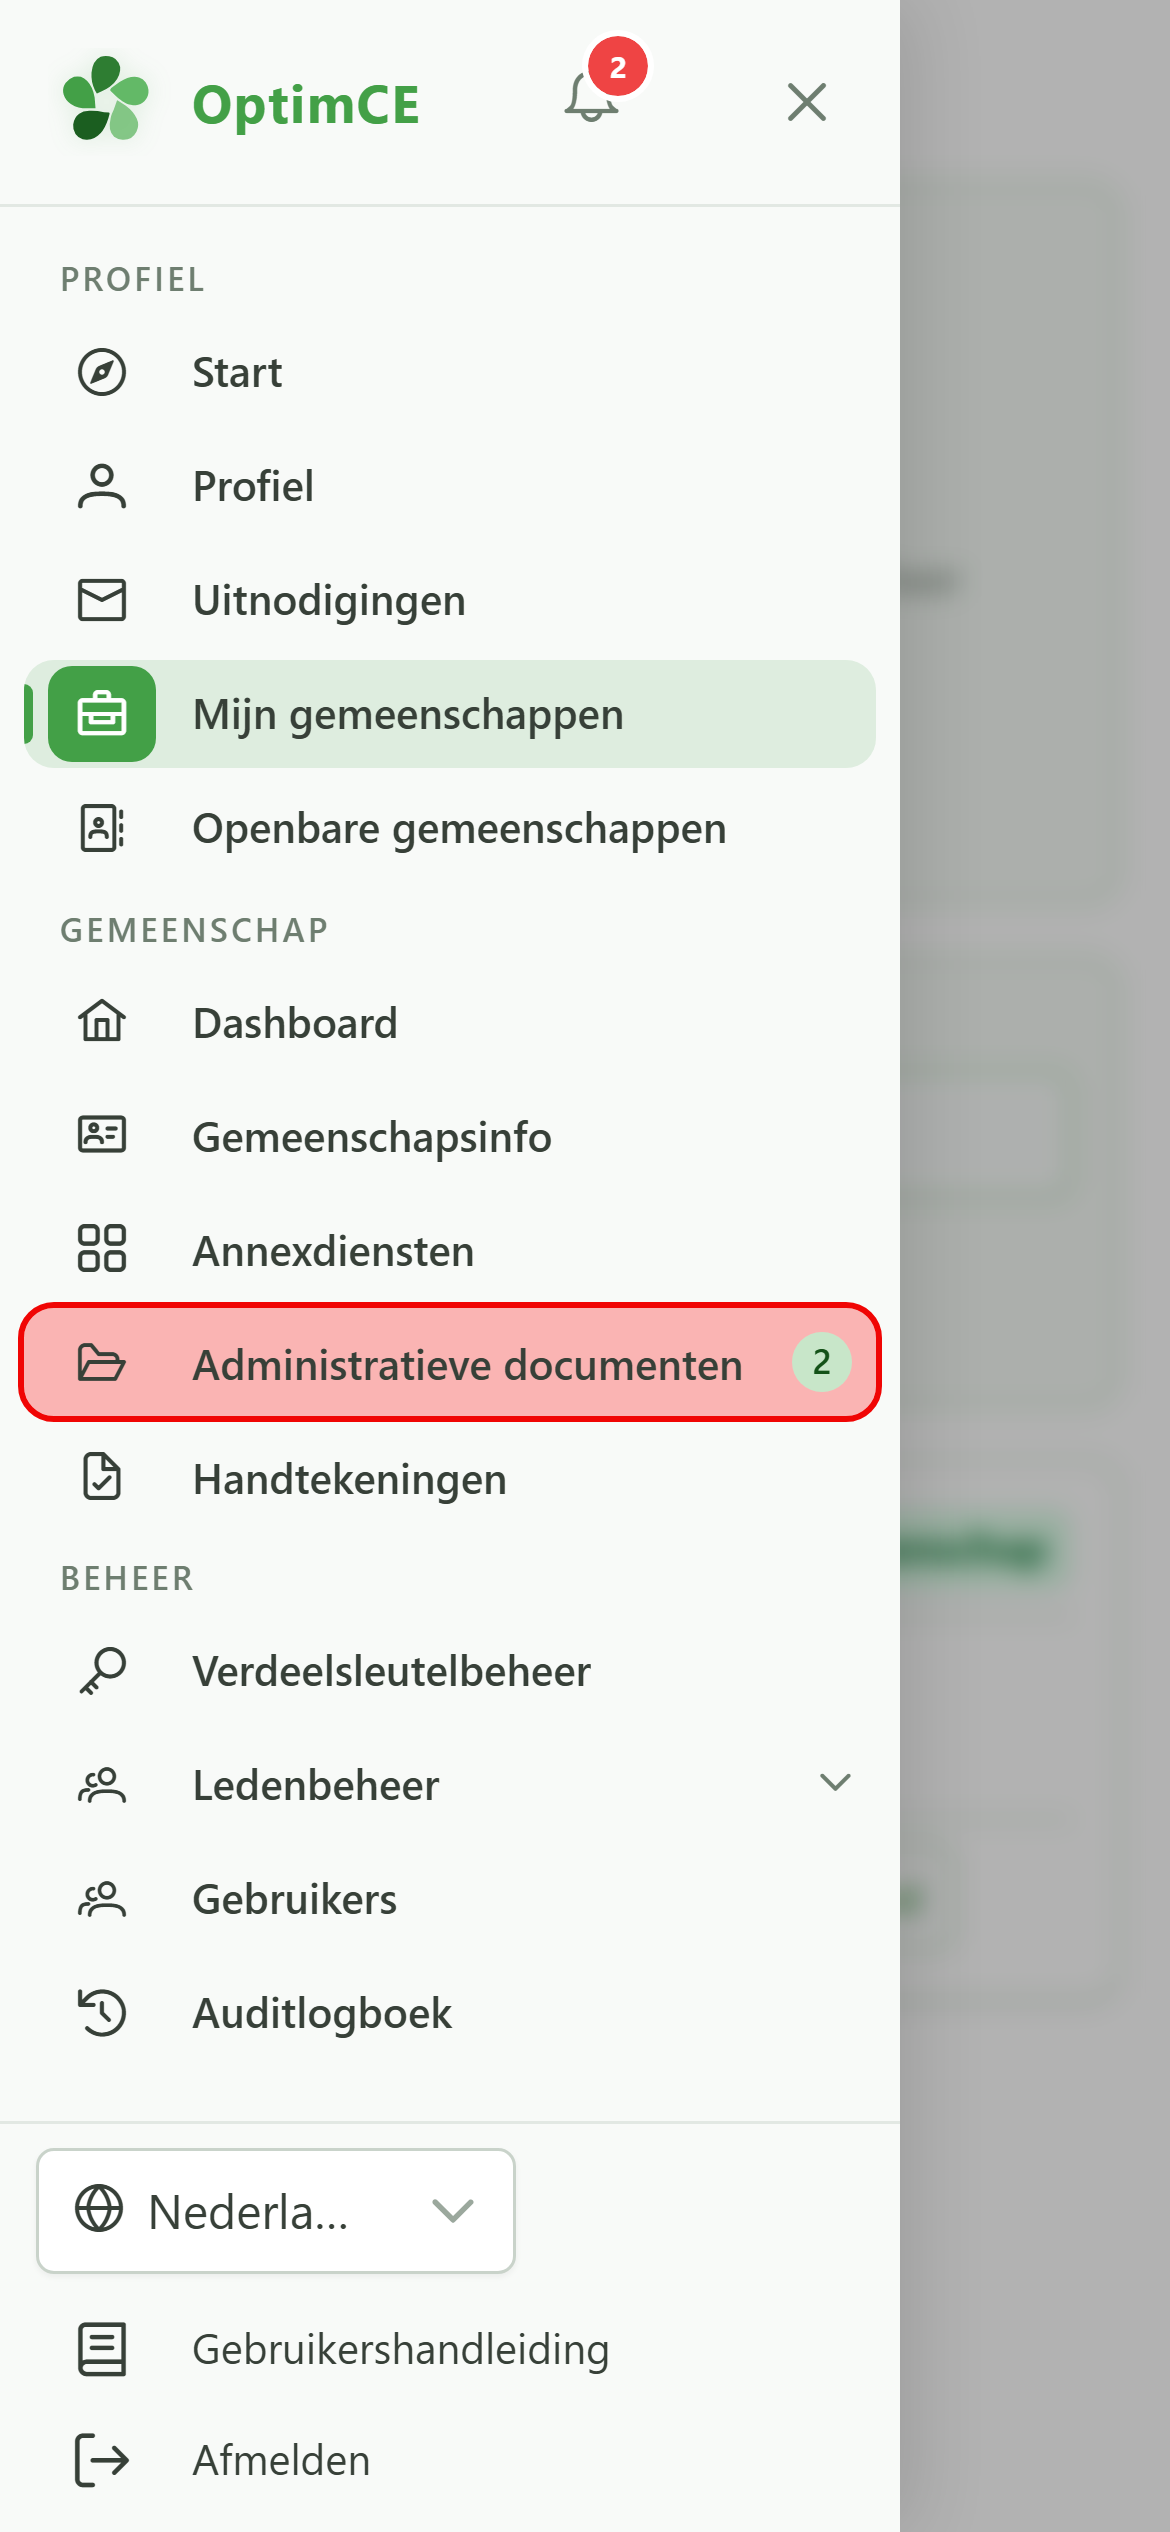 OptimCE
2
PROFIEL
Start
Profiel
Uitnodigingen
Mijn gemeenschappen
Openbare gemeenschappen
GEMEENSCHAP
Dashboard
Gemeenschapsinfo
Annexdiensten
Administratieve documenten 2
Handtekeningen
BEHEER
Verdeelsleutelbeheer
Ledenbeheer
Gebruikers
Auditlogboek
Nederla...
Gebruikershandleiding
Afmelden